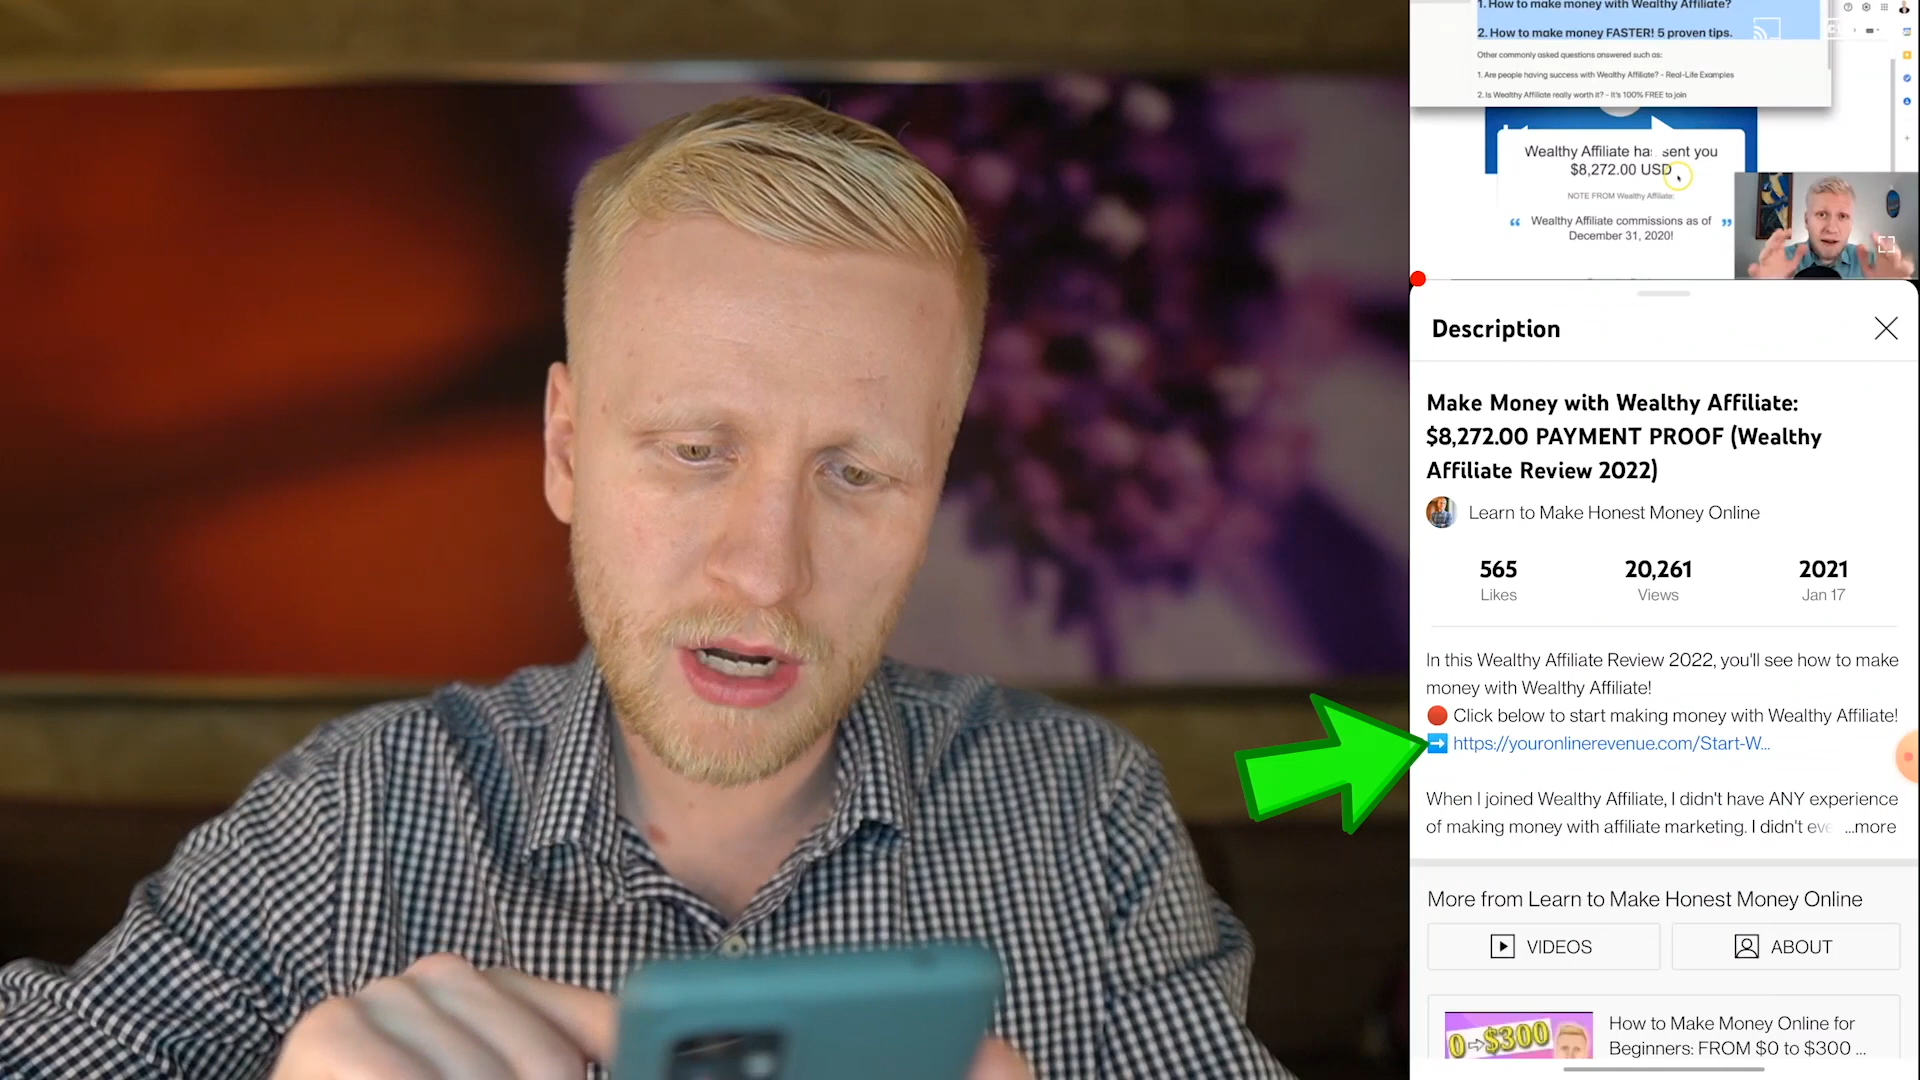 1. How to make money with Wealthy Affiliate?
2. How to make money FASTER! 5 proven tips.
Other commonly asked questions answered such as:
1. Are people having success with Wealthy Affiliate? - Real-Life Examples
2. Is Wealthy Affiliate really worth it? - It's 100% FREE to join
Wealthy Affiliate has sent you
$8,272.00 USD
NOTE FROM Wealthy Affiliate:
“ Wealthy Affiliate commissions as of ”
December 31, 2020!
Description
Make Money with Wealthy Affiliate:
$8,272.00 PAYMENT PROOF (Wealthy
Affiliate Review 2022)
Learn to Make Honest Money Online
565 20,261 2021
Likes Views Jan 17
In this Wealthy Affiliate Review 2022, you'll see how to make
money with Wealthy Affiliate!
🔴 Click below to start making money with Wealthy Affiliate!
➡️ https://youronlinerevenue.com/Start-W...
When I joined Wealthy Affiliate, I didn't have ANY experience
of making money with affiliate marketing. I didn't eve ...more
More from Learn to Make Honest Money Online
VIDEOS ABOUT
0→$300
How to Make Money Online for
Beginners: FROM $0 to $300 ...